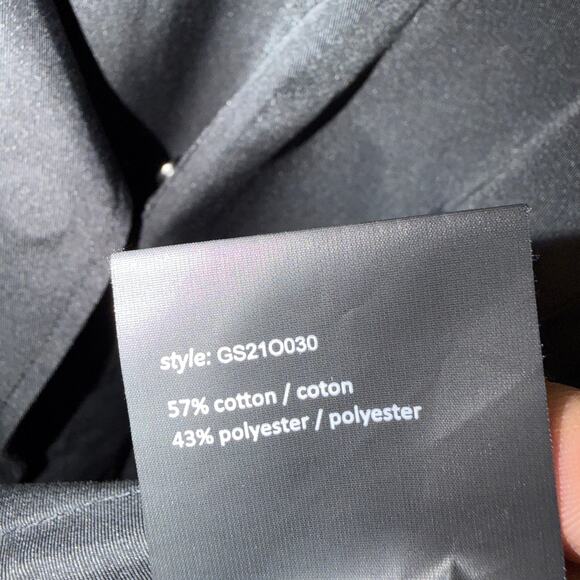 style: GS21O030
57% cotton / coton
43% polyester / polyester